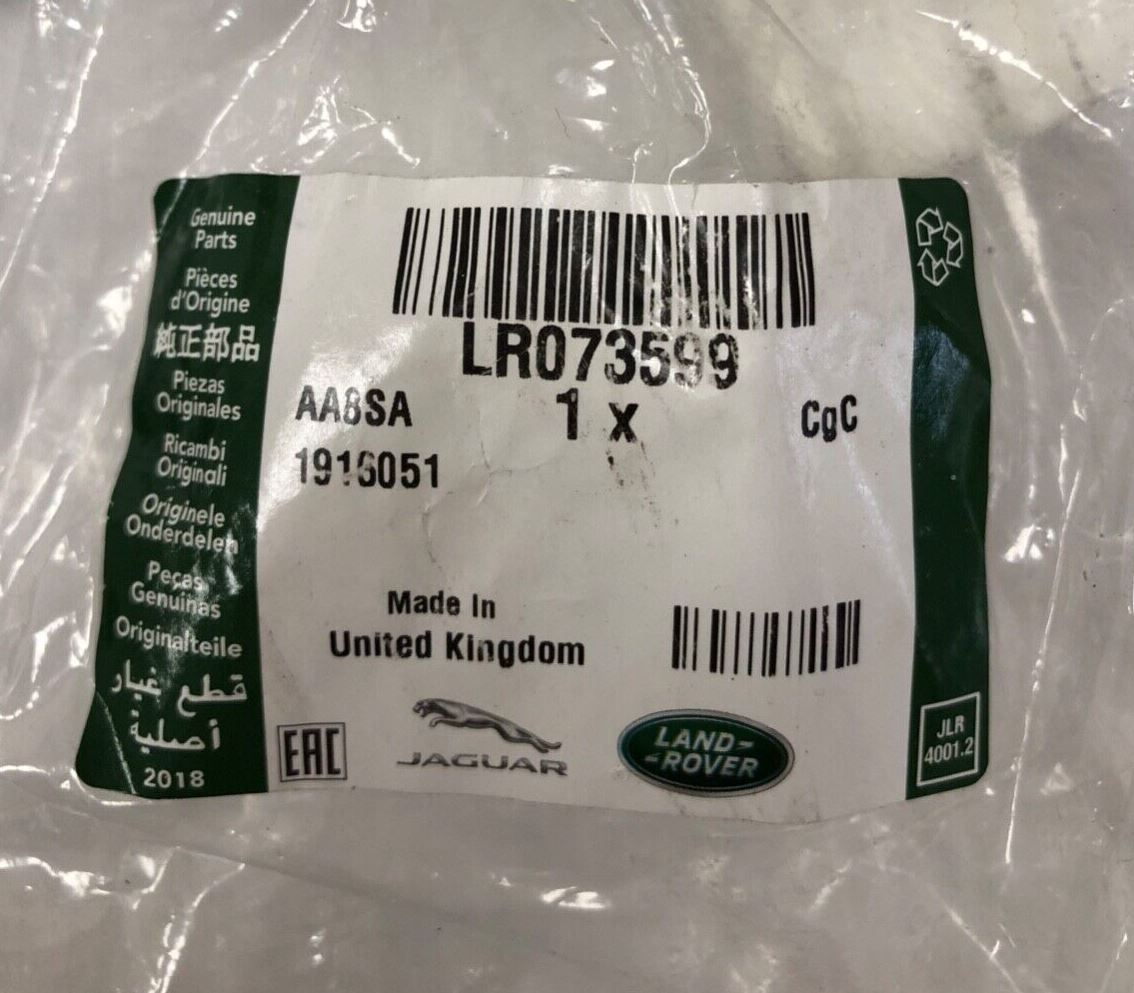 Genuine
Parts
Pièces
d'Origine
純正部品
Piezas
Originales
Ricambi
Originali
Originele
Onderdelen
Peças
Genuinas
Originalteile
قطع غيار
أصلية
2018
LR073599
AA8SA
1 x
CgC
1916051
Made In
United Kingdom
EAC
JAGUAR
LAND-
-ROVER
JLR
4001.2